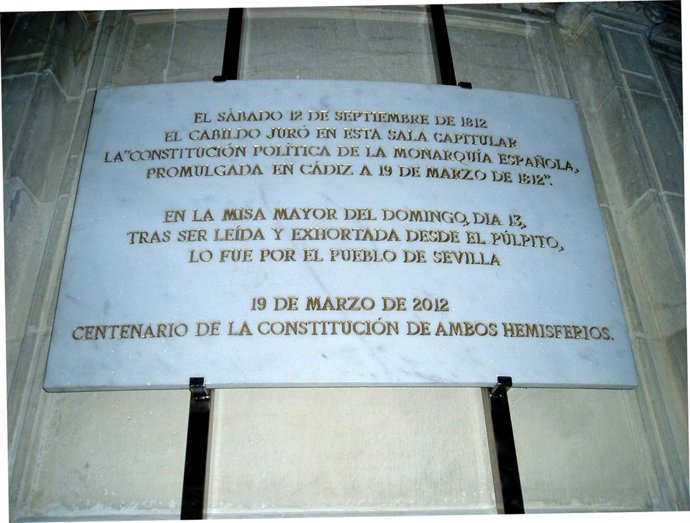 EL SÁBADO 12 DE SEPTIEMBRE DE 1812
EL CABILDO JURÓ EN ESTA SALA CAPITULAR
LA "CONSTITUCIÓN POLÍTICA DE LA MONARQUÍA ESPAÑOLA,
PROMULGADA EN CÁDIZ A 19 DE MARZO DE 1812".
EN LA MISA MAYOR DEL DOMINGO, DIA 13,
TRAS SER LEÍDA Y EXHORTADA DESDE EL PÚLPITO,
LO FUE POR EL PUEBLO DE SEVILLA
19 DE MARZO DE 2012
CENTENARIO DE LA CONSTITUCIÓN DE AMBOS HEMISFERIOS.